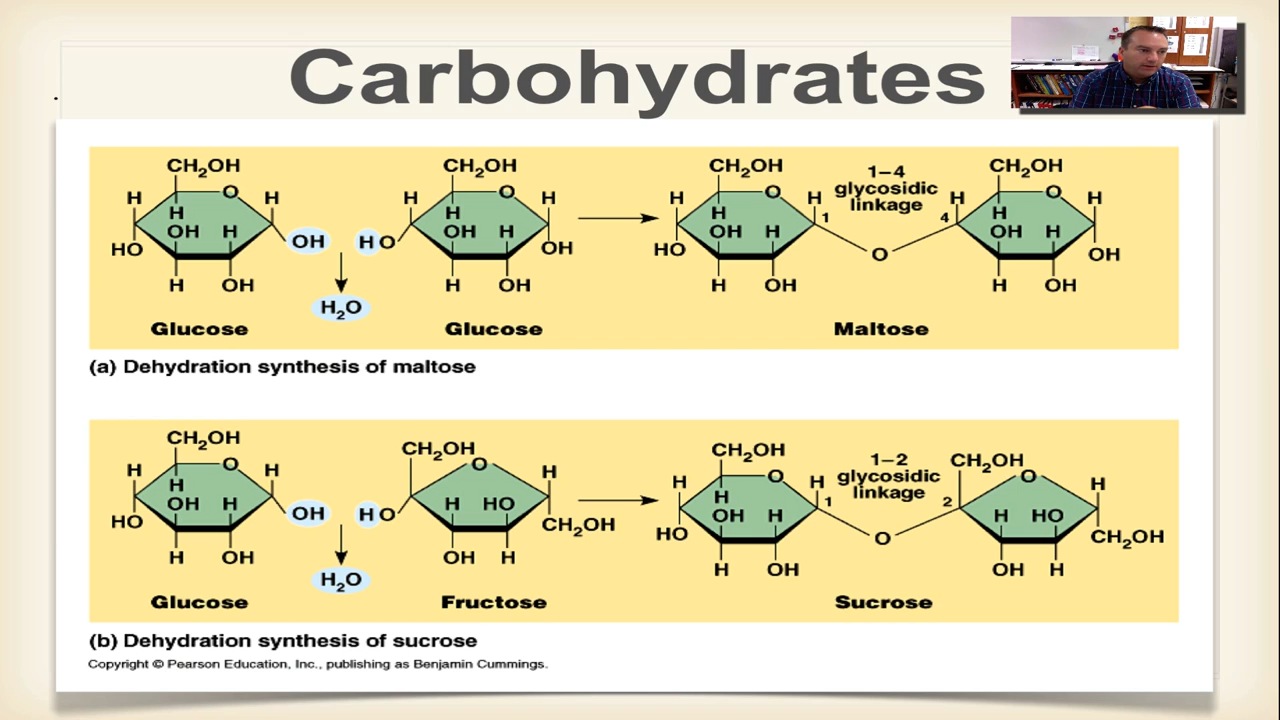 Carbohydrates
.
CH₂OH CH₂OH CH₂OH 1–4 CH₂OH
H O H H O H H O H glycosidic H O H
H H H linkage H
OH H OH H OH H 1 4 OH H
HO OH HO OH HO O OH
H OH H OH H OH H OH
H₂O
Glucose Glucose Maltose
(a) Dehydration synthesis of maltose
CH₂OH CH₂OH CH₂OH 1–2 CH₂OH
H O H O H H O H glycosidic O H
H H linkage
OH H H HO OH H 1 2 H HO
HO OH HO CH₂OH HO O CH₂OH
H OH OH H H OH OH H
H₂O
Glucose Fructose Sucrose
(b) Dehydration synthesis of sucrose
Copyright © Pearson Education, Inc., publishing as Benjamin Cummings.